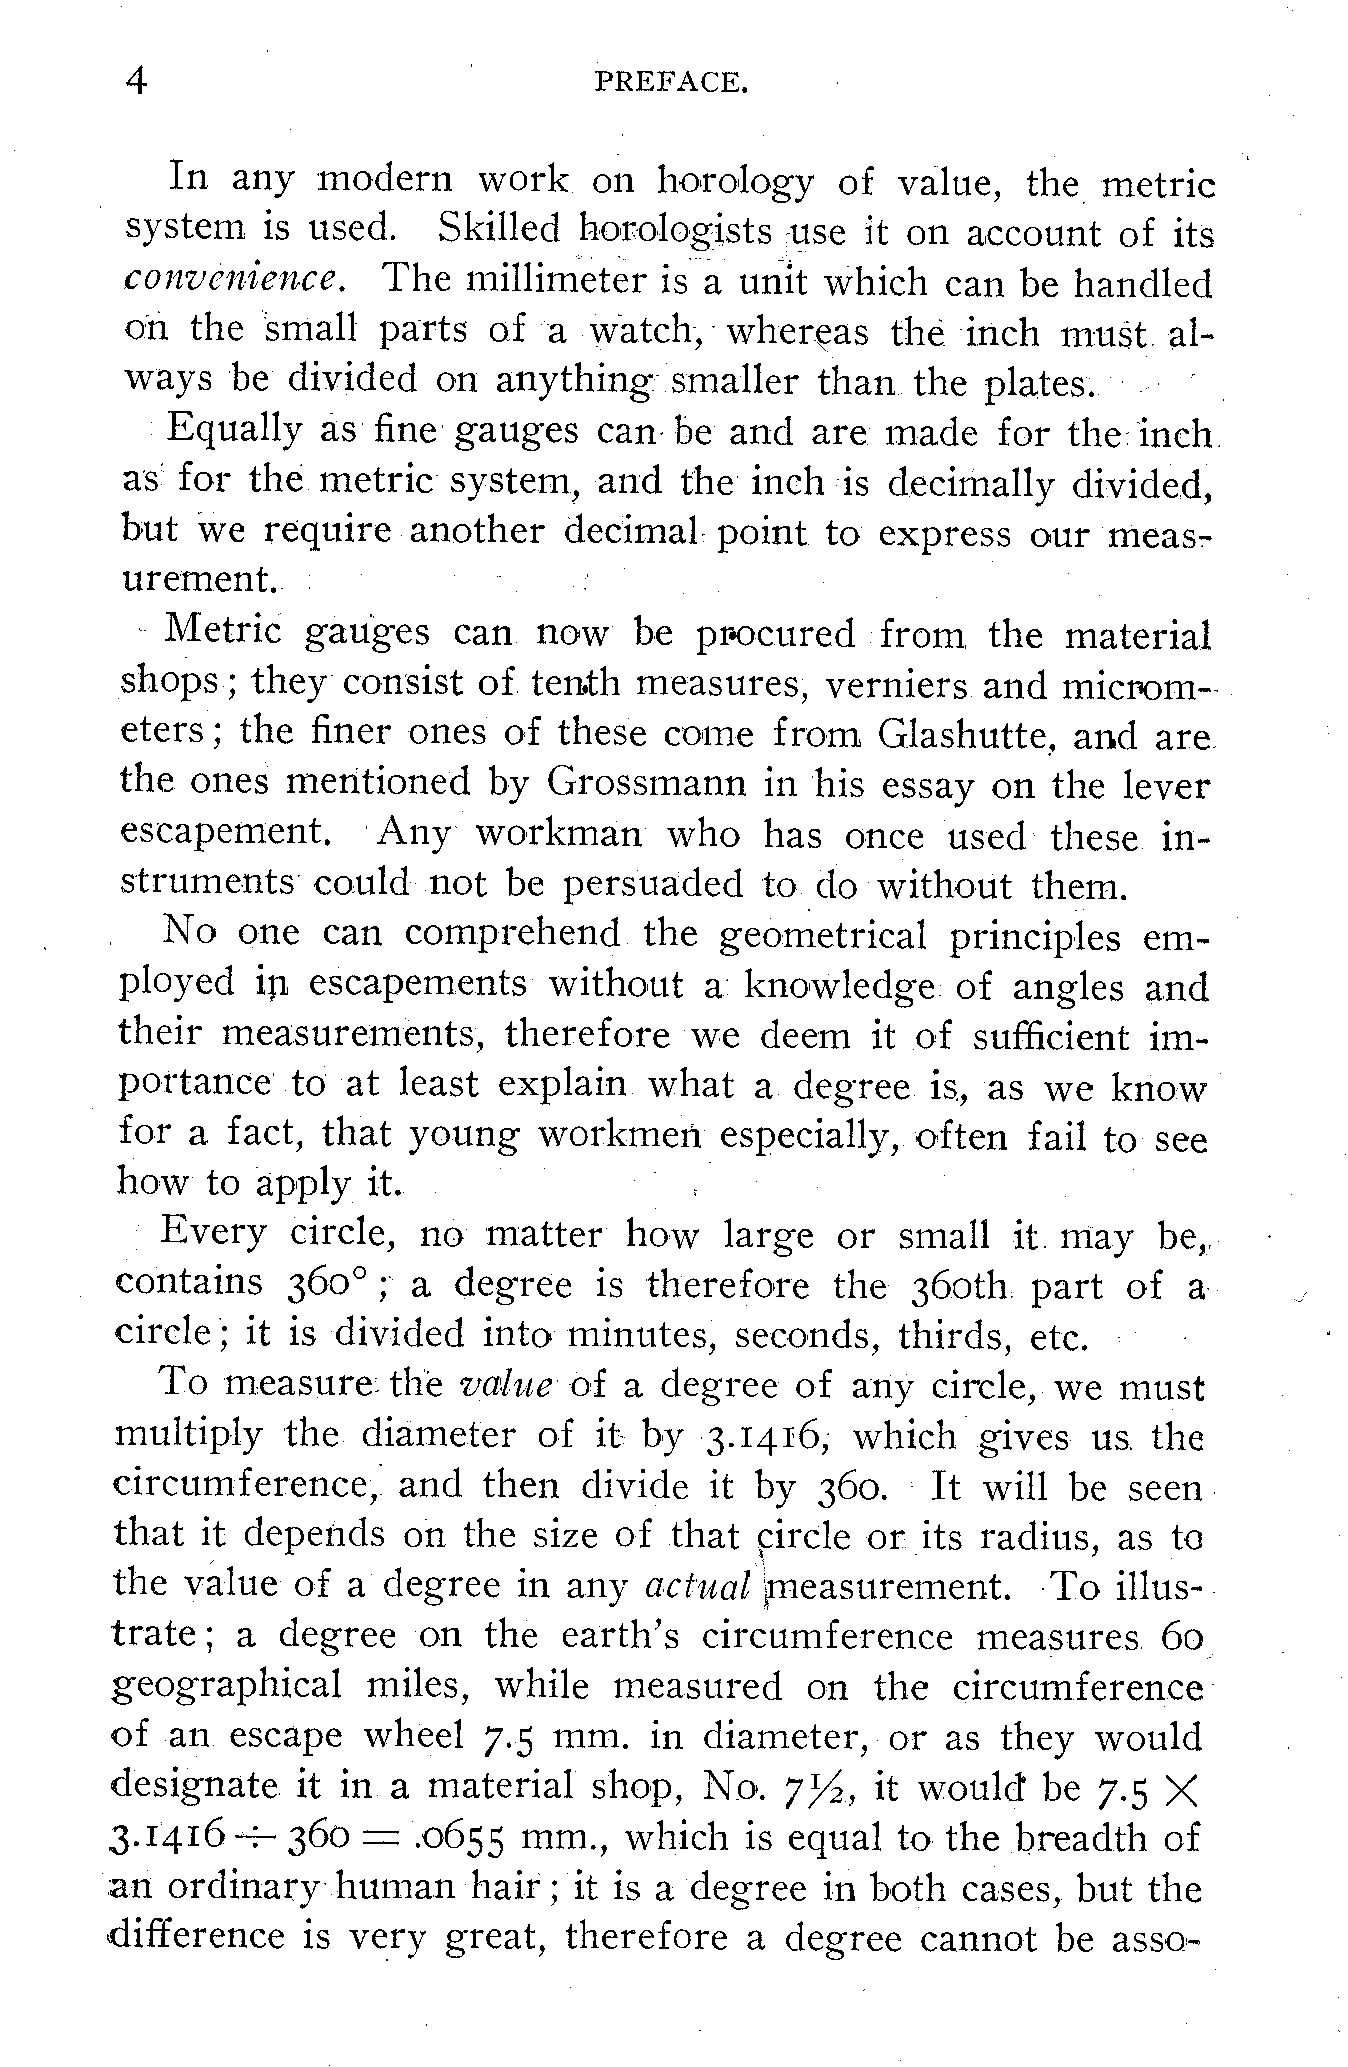 4 PREFACE.
In any modern work on horology of value, the metric
system is used. Skilled horologists use it on account of its
convenience. The millimeter is a unit which can be handled
on the small parts of a watch, whereas the inch must al-
ways be divided on anything smaller than the plates.
Equally as fine gauges can be and are made for the inch
as for the metric system, and the inch is decimally divided,
but we require another decimal point to express our meas-
urement.
Metric gauges can now be procured from the material
shops; they consist of tenth measures, verniers and microm-
eters; the finer ones of these come from Glashutte, and are
the ones mentioned by Grossmann in his essay on the lever
escapement. Any workman who has once used these in-
struments could not be persuaded to do without them.
No one can comprehend the geometrical principles em-
ployed in escapements without a knowledge of angles and
their measurements, therefore we deem it of sufficient im-
portance to at least explain what a degree is, as we know
for a fact, that young workmen especially, often fail to see
how to apply it.
Every circle, no matter how large or small it may be,
contains 360°; a degree is therefore the 360th part of a
circle; it is divided into minutes, seconds, thirds, etc.
To measure the value of a degree of any circle, we must
multiply the diameter of it by 3.1416, which gives us the
circumference, and then divide it by 360. It will be seen
that it depends on the size of that circle or its radius, as to
the value of a degree in any actual measurement. To illus-
trate; a degree on the earth's circumference measures 60
geographical miles, while measured on the circumference
of an escape wheel 7.5 mm. in diameter, or as they would
designate it in a material shop, No. 7½, it would be 7.5 ×
3.1416 ÷ 360 = .0655 mm., which is equal to the breadth of
an ordinary human hair; it is a degree in both cases, but the
difference is very great, therefore a degree cannot be asso-